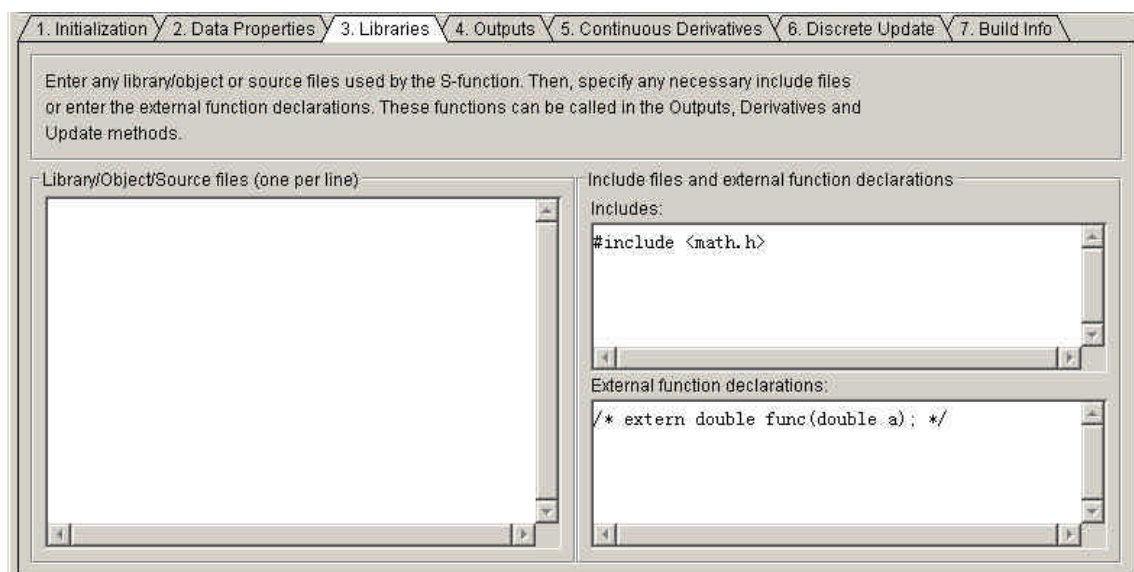 1. Initialization 2. Data Properties 3. Libraries 4. Outputs 5. Continuous Derivatives 6. Discrete Update 7. Build Info
Enter any library/object or source files used by the S-function. Then, specify any necessary include files
or enter the external function declarations. These functions can be called in the Outputs, Derivatives and
Update methods.
Library/Object/Source files (one per line)
Include files and external function declarations
Includes:
#include <math.h>
External function declarations:
/* extern double func(double a); */